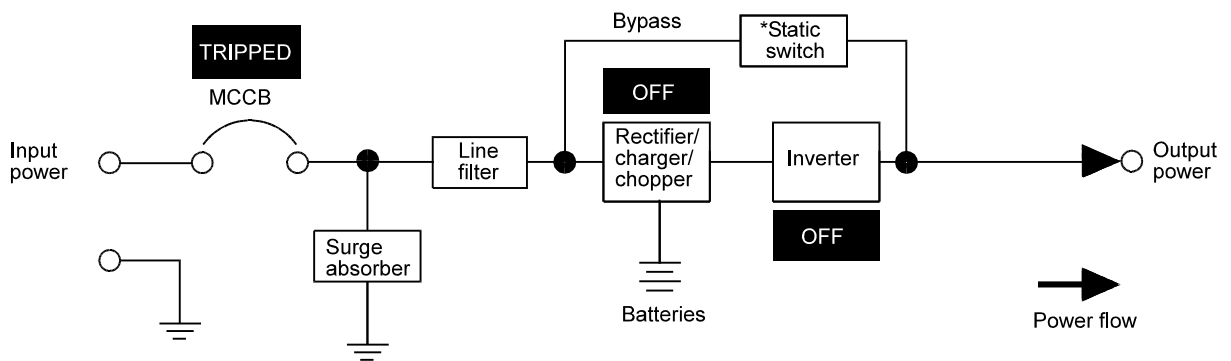 Bypass
*Static
switch
TRIPPED
MCCB
OFF
Input
power
Line
filter
Rectifier/
charger/
chopper
Inverter
Output
power
Surge
absorber
OFF
Batteries
Power flow